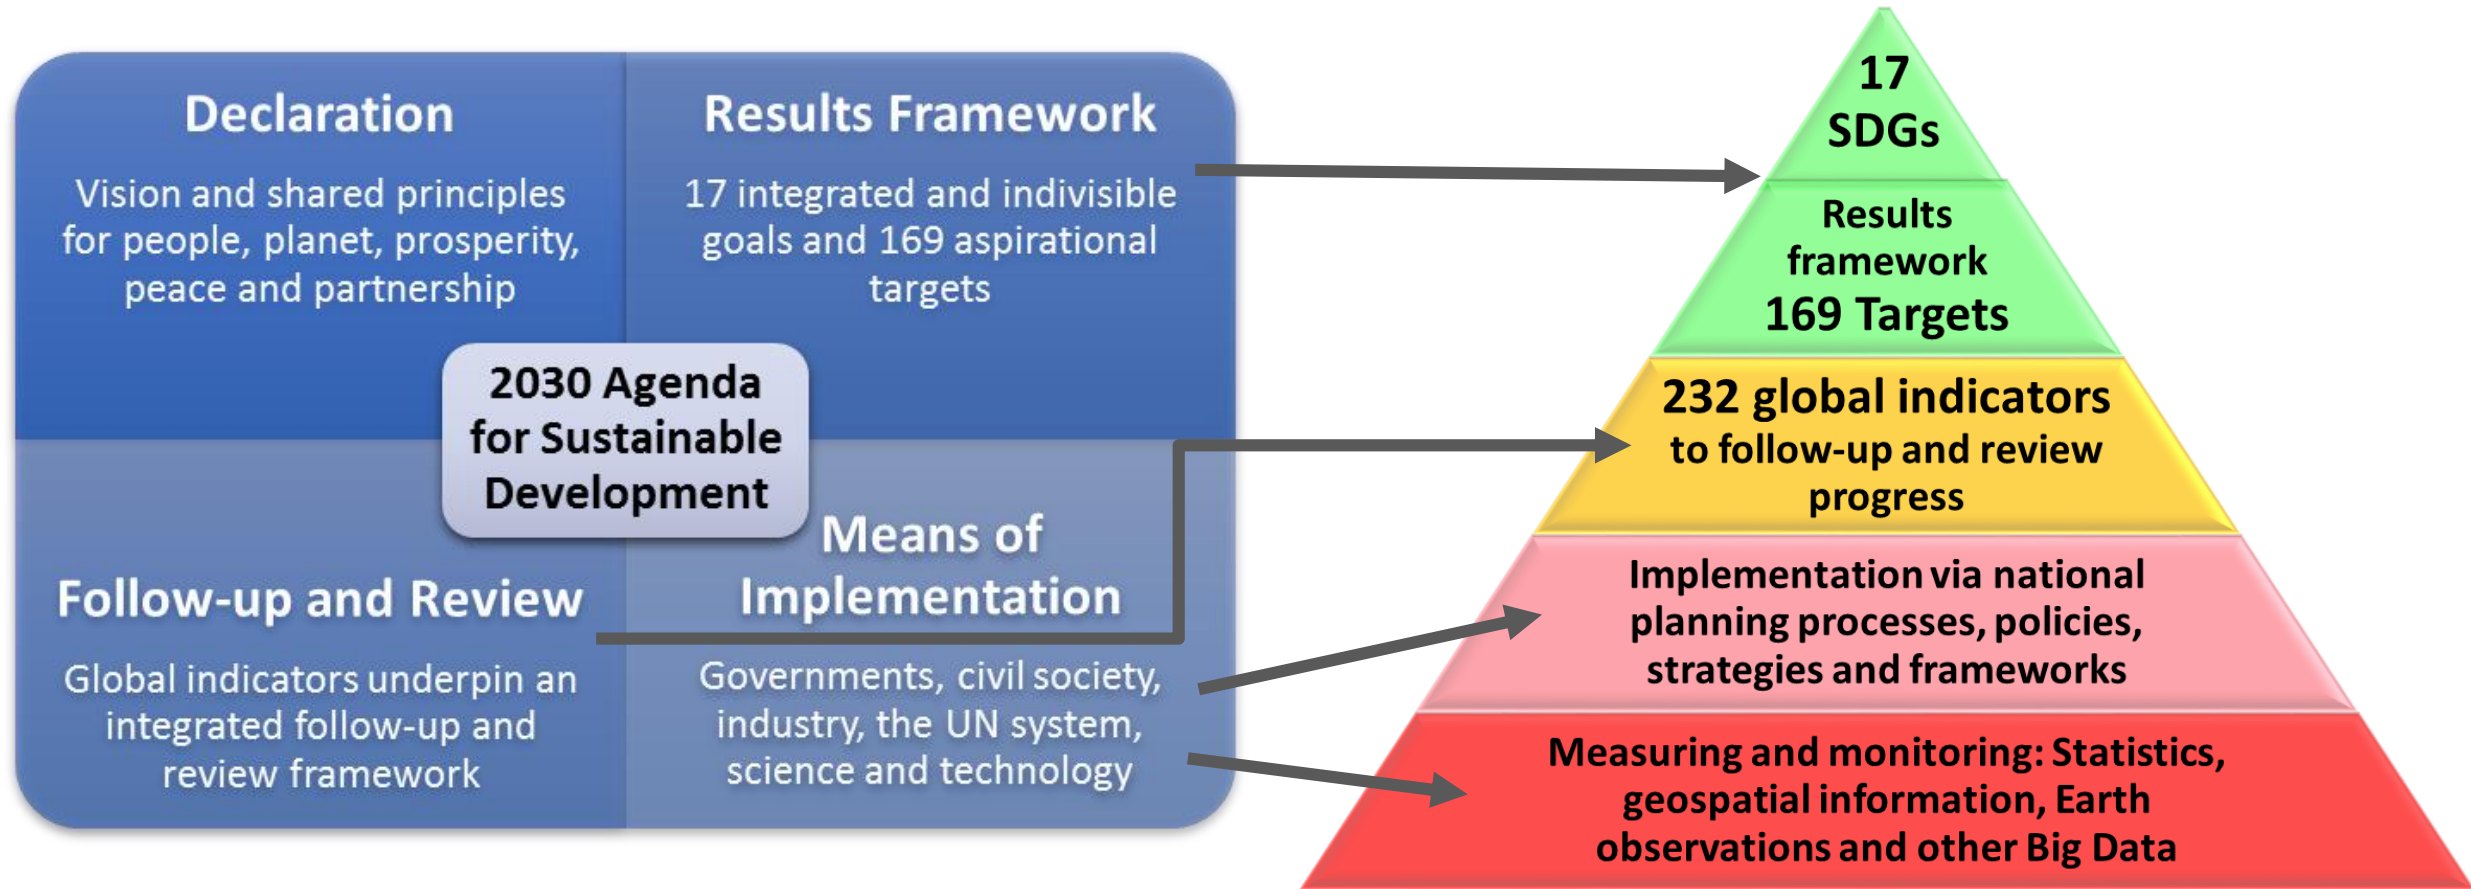 Declaration
Vision and shared principles
for people, planet, prosperity,
peace and partnership
Results Framework
17 integrated and indivisible
goals and 169 aspirational
targets
2030 Agenda
for Sustainable
Development
Follow-up and Review
Global indicators underpin an
integrated follow-up and
review framework
Means of
Implementation
Governments, civil society,
industry, the UN system,
science and technology
17
SDGs
Results
framework
169 Targets
232 global indicators
to follow-up and review
progress
Implementation via national
planning processes, policies,
strategies and frameworks
Measuring and monitoring: Statistics,
geospatial information, Earth
observations and other Big Data